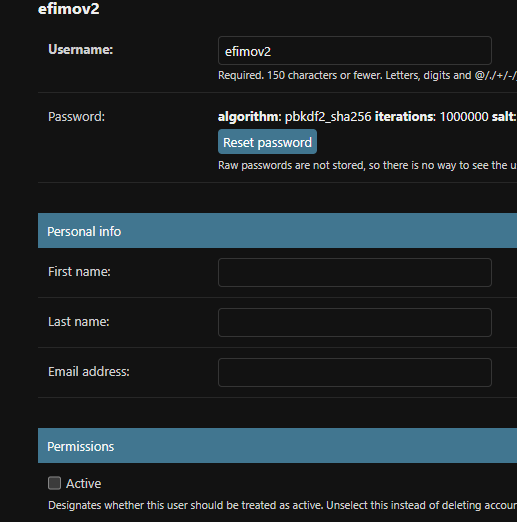 efimov2
Username:
efimov2
Required. 150 characters or fewer. Letters, digits and @/./+/-/
Password:
algorithm: pbkdf2_sha256 iterations: 1000000 salt:
Reset password
Raw passwords are not stored, so there is no way to see the u
Personal info
First name:
Last name:
Email address:
Permissions
Active
Designates whether this user should be treated as active. Unselect this instead of deleting accoun